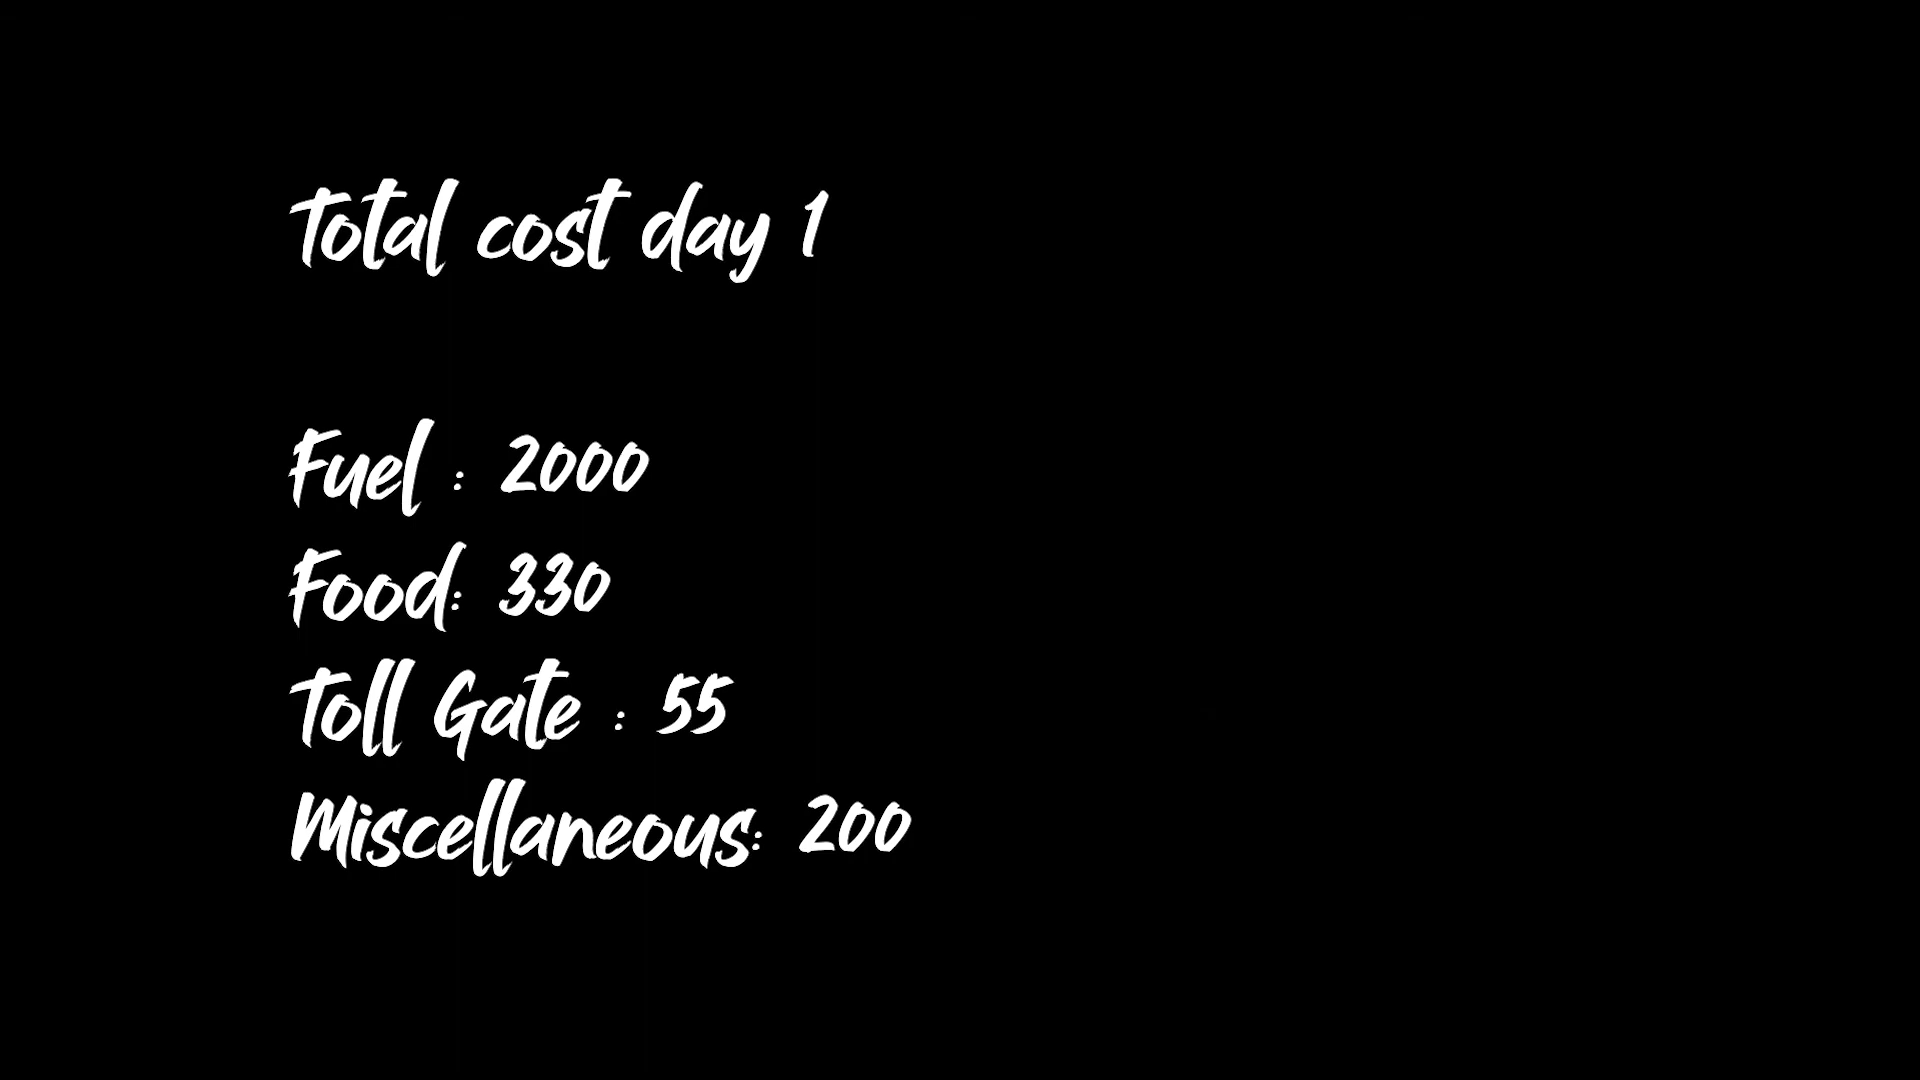 Total cost day 1
Fuel : 2000
Food: 330
Toll Gate : 55
Miscellaneous: 200